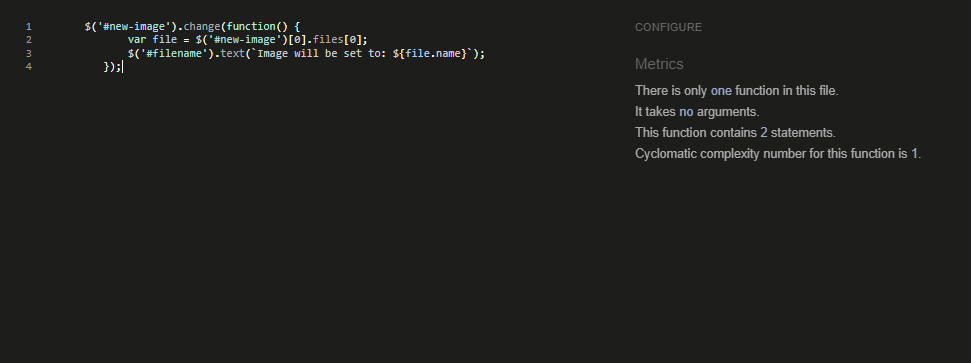 1 $('#new-image').change(function() {
2 var file = $('#new-image')[0].files[0];
3 $('#filename').text(`Image will be set to: ${file.name}`);
4 });
CONFIGURE
Metrics
There is only one function in this file.
It takes no arguments.
This function contains 2 statements.
Cyclomatic complexity number for this function is 1.